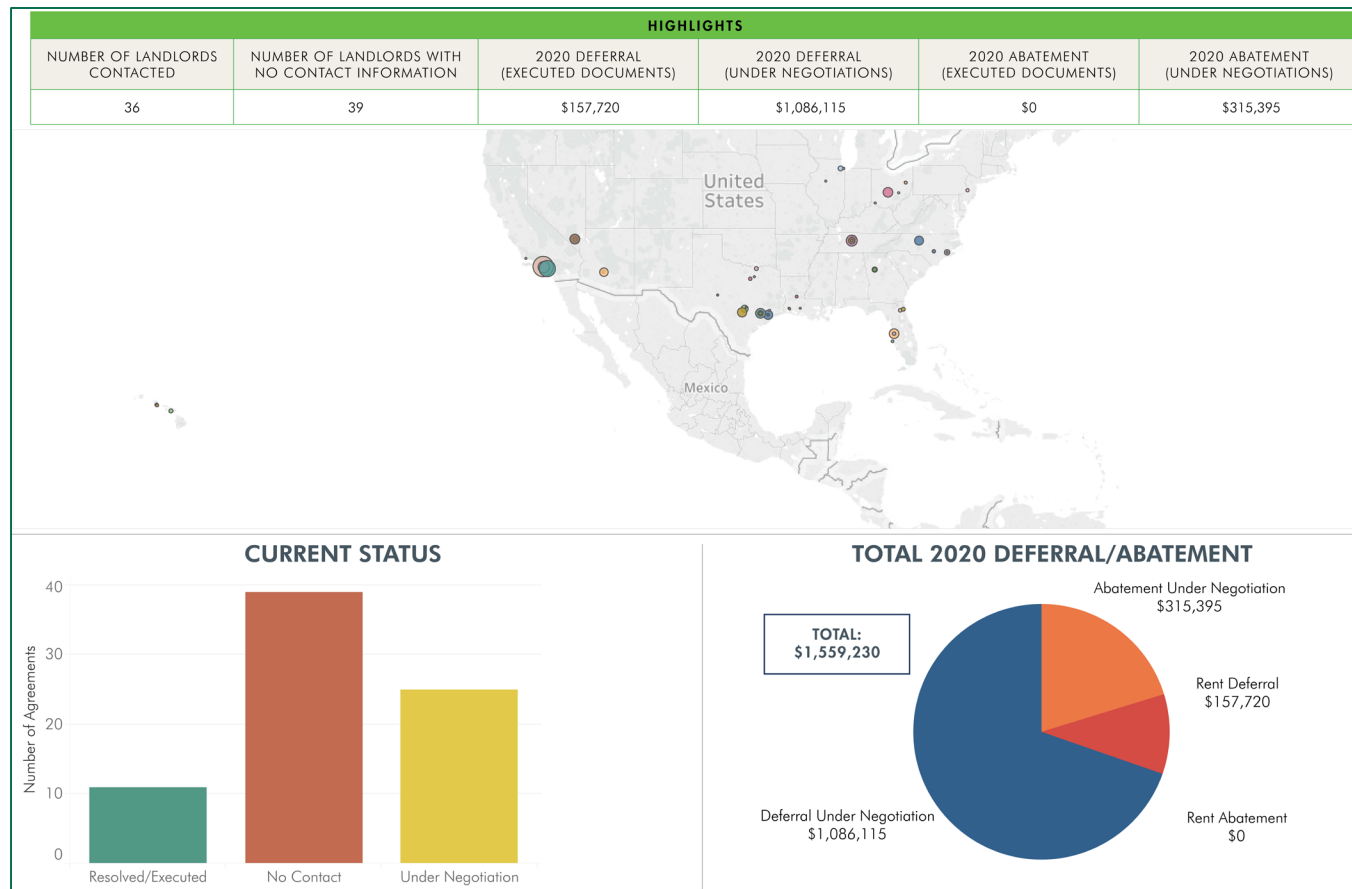 HIGHLIGHTS
NUMBER OF LANDLORDS
CONTACTED
NUMBER OF LANDLORDS WITH
NO CONTACT INFORMATION
2020 DEFERRAL
(EXECUTED DOCUMENTS)
2020 DEFERRAL
(UNDER NEGOTIATIONS)
2020 ABATEMENT
(EXECUTED DOCUMENTS)
2020 ABATEMENT
(UNDER NEGOTIATIONS)
36
39
$157,720
$1,086,115
$0
$315,395
United
States
Mexico
CURRENT STATUS
Number of Agreements
40
30
20
10
0
Resolved/Executed
No Contact
Under Negotiation
TOTAL 2020 DEFERRAL/ABATEMENT
TOTAL:
$1,559,230
Abatement Under Negotiation
$315,395
Rent Deferral
$157,720
Rent Abatement
$0
Deferral Under Negotiation
$1,086,115